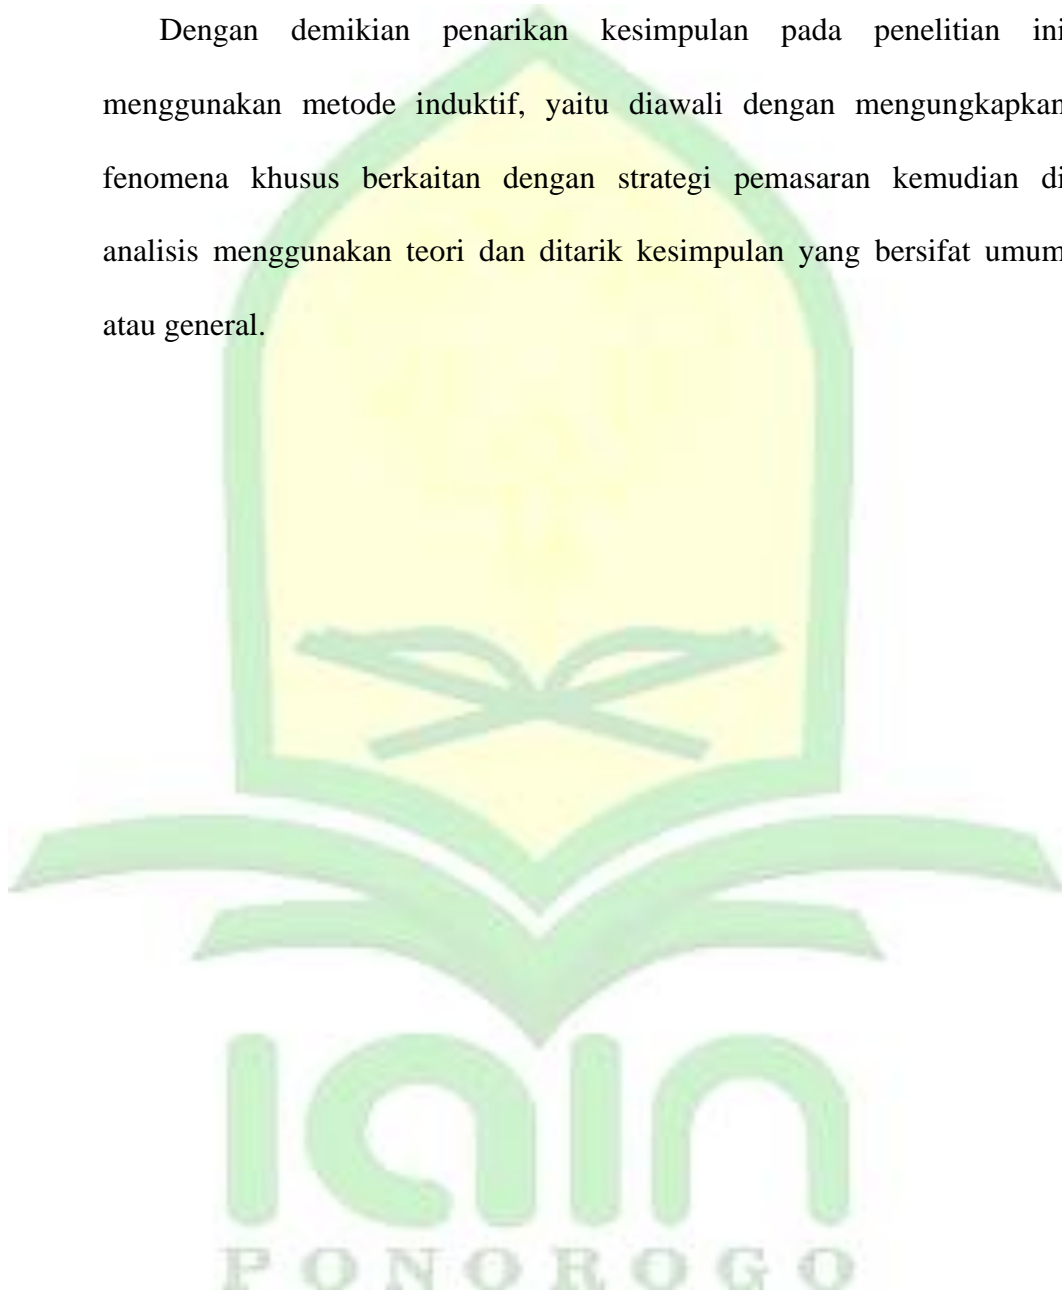 Dengan demikian penarikan kesimpulan pada penelitian ini
menggunakan metode induktif, yaitu diawali dengan mengungkapkan
fenomena khusus berkaitan dengan strategi pemasaran kemudian di
analisis menggunakan teori dan ditarik kesimpulan yang bersifat umum
atau general.
iain
PONOROGO